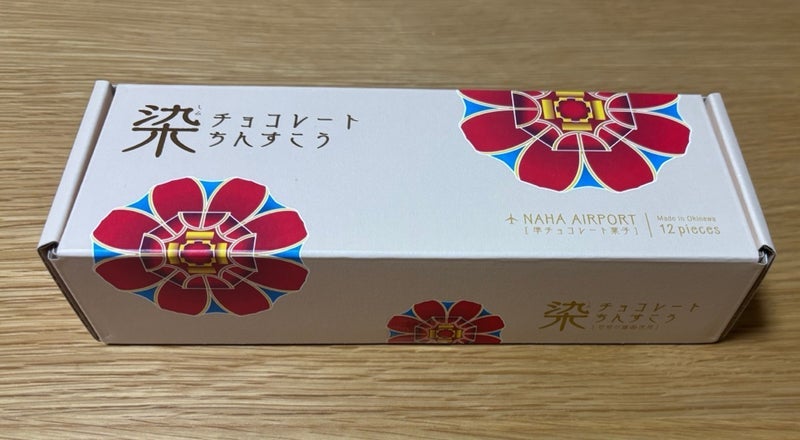 染
しみ
チョコレート
ちんすこう
NAHA AIRPORT
[準チョコレート菓子]
Made in Okinawa
12 pieces
染
チョコレート
ちんすこう